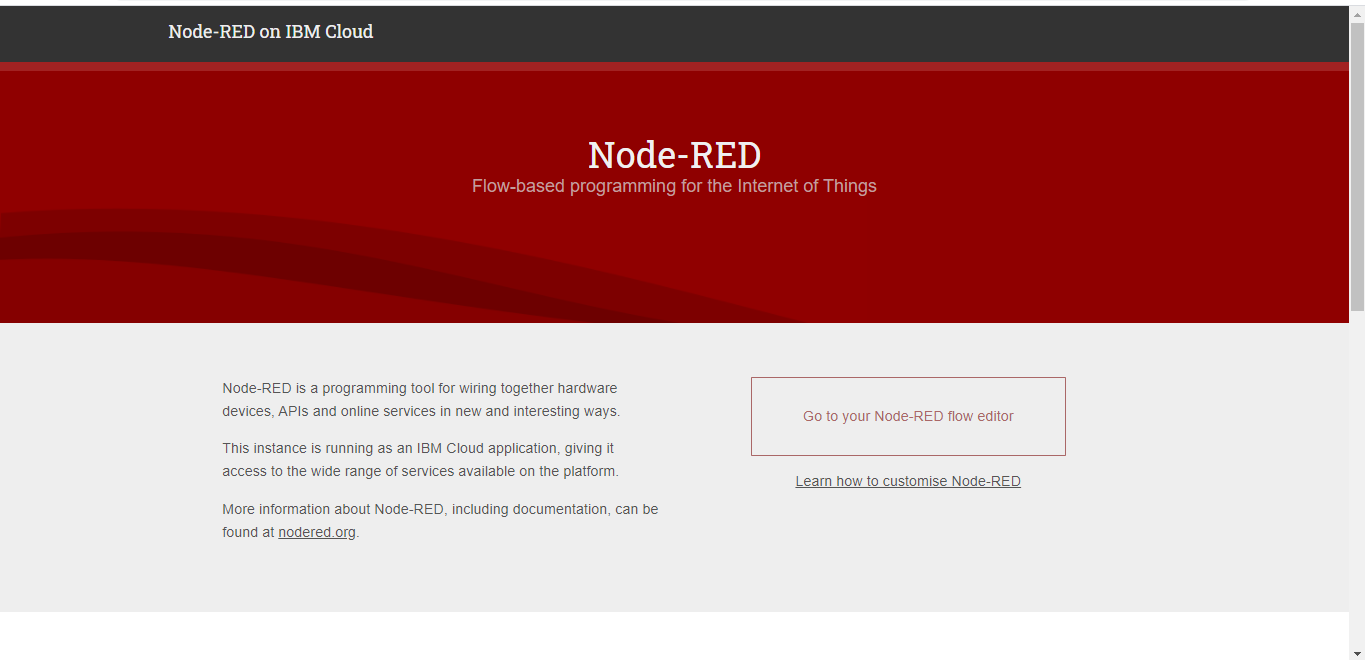 Node-RED on IBM Cloud
Node-RED
Flow-based programming for the Internet of Things
Node-RED is a programming tool for wiring together hardware
devices, APIs and online services in new and interesting ways.
This instance is running as an IBM Cloud application, giving it
access to the wide range of services available on the platform.
More information about Node-RED, including documentation, can be
found at nodered.org.
Go to your Node-RED flow editor
Learn how to customise Node-RED